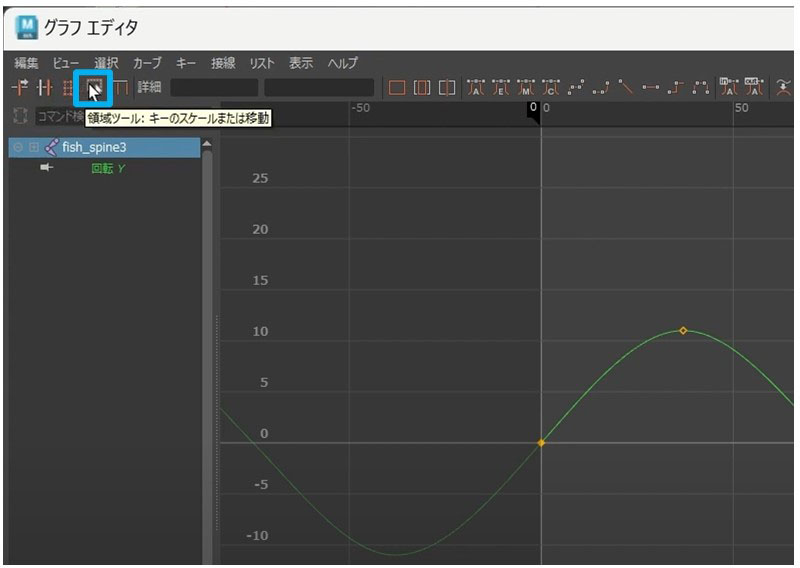 M
グラフ エディタ
編集 ビュー 選択 カーブ キー 接線 リスト 表示 ヘルプ
詳細
A E M C in A out A
コマンド検
領域ツール: キーのスケールまたは移動
-50 0 0 50
fish_spine3
回転 Y
25
20
15
10
5
0
-5
-10